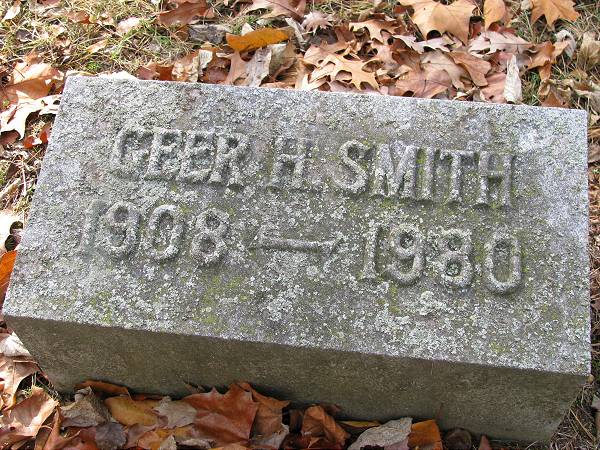 GEER H. SMITH
1908 — 1980